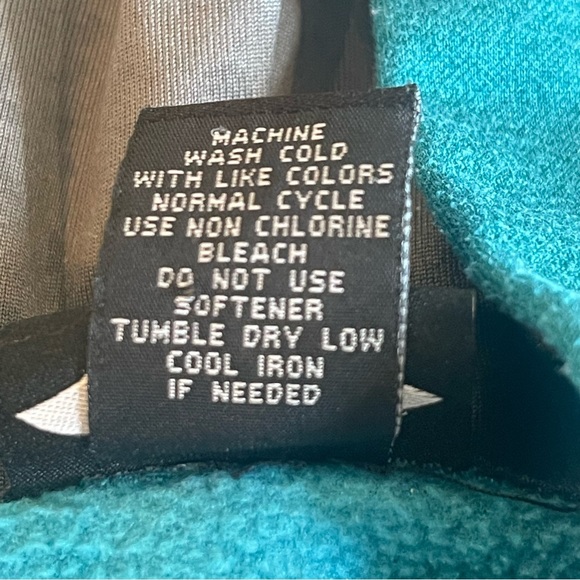 MACHINE
WASH COLD
WITH LIKE COLORS
NORMAL CYCLE
USE NON CHLORINE
BLEACH
DO NOT USE
SOFTENER
TUMBLE DRY LOW
COOL IRON
IF NEEDED